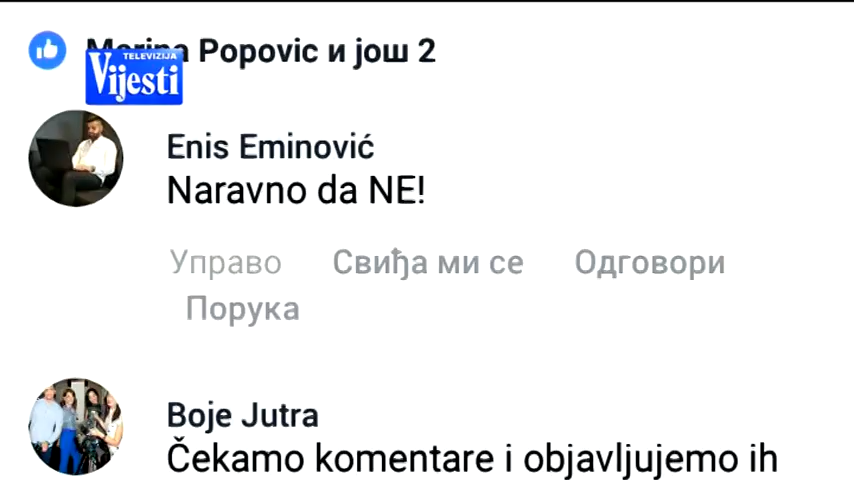 Marina Popovic и још 2
TELEVIZIJA
Vijesti
Enis Eminović
Naravno da NE!
Управо Свиђа ми се Одговори
Порука
Boje Jutra
Čekamo komentare i objavljujemo ih